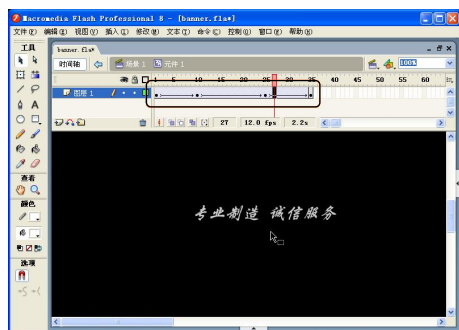 Macromedia Flash Professional 8 - [banner.fla*]
文件(F) 编辑(E) 视图(V) 插入(I) 修改(M) 文本(T) 命令(C) 控制(O) 窗口(W) 帮助(H)
工具 banner.fla*
时间轴 场景 1 元件 1 100%
1 5 10 15 20 25 30 35 40 45 50 55 60
图层 1
27 12.0 fps 2.2s
查看
颜色
选项
专业制造 诚信服务